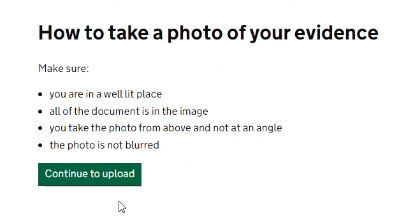 How to take a photo of your evidence
Make sure:
• you are in a well lit place
• all of the document is in the image
• you take the photo from above and not at an angle
• the photo is not blurred
Continue to upload